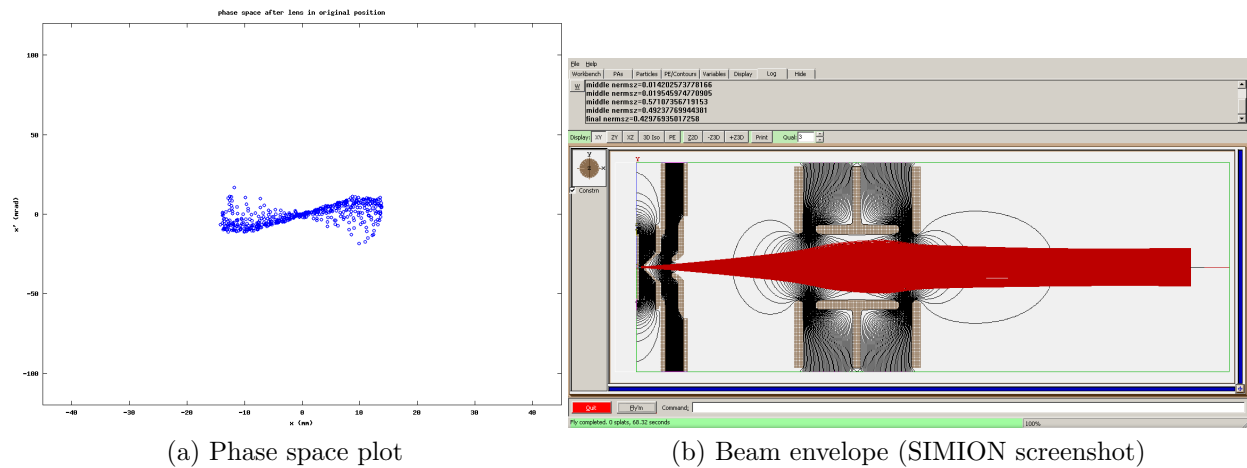 phase space after lens in original position
100
50
0
-50
-100
x' (mrad)
-40 -30 -20 -10 0 10 20 30 40
x (mm)
File Help
Workbench PAs Particles PE/Contours Variables Display Log Hide
W
middle nermsz=0.014202573778166
middle nermsz=0.019545974770905
middle nermsz=0.57107356719153
middle nermsz=0.49237769944301
final nermsz=0.42976935017258
Display: XY ZY XZ 3D Iso PE Z2D -Z3D +Z3D Print Qual: 3
y
x
Constrn
Quit Fly'm Command:
Fly completed. 0 splats, 68.32 seconds 100%
(a) Phase space plot
(b) Beam envelope (SIMION screenshot)